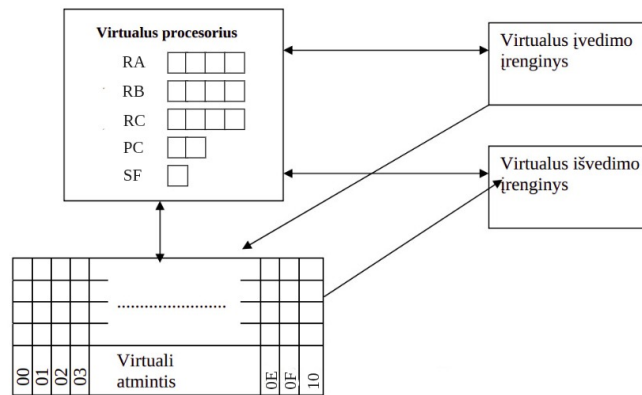 Virtualus procesorius
RA
RB
RC
PC
SF
Virtualus įvedimo
įrenginys
Virtualus išvedimo
įrenginys
........................
00
01
02
03
Virtuali
atmintis
0E
0F
10